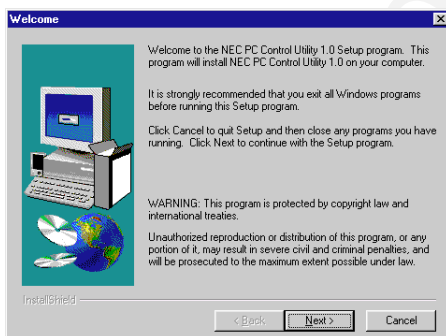 Welcome
Welcome to the NEC PC Control Utility 1.0 Setup program. This
program will install NEC PC Control Utility 1.0 on your computer.
It is strongly recommended that you exit all Windows programs
before running this Setup program.
Click Cancel to quit Setup and then close any programs you have
running. Click Next to continue with the Setup program.
WARNING: This program is protected by copyright law and
international treaties.
Unauthorized reproduction or distribution of this program, or any
portion of it, may result in severe civil and criminal penalties, and
will be prosecuted to the maximum extent possible under law.
InstallShield
< Back
Next >
Cancel